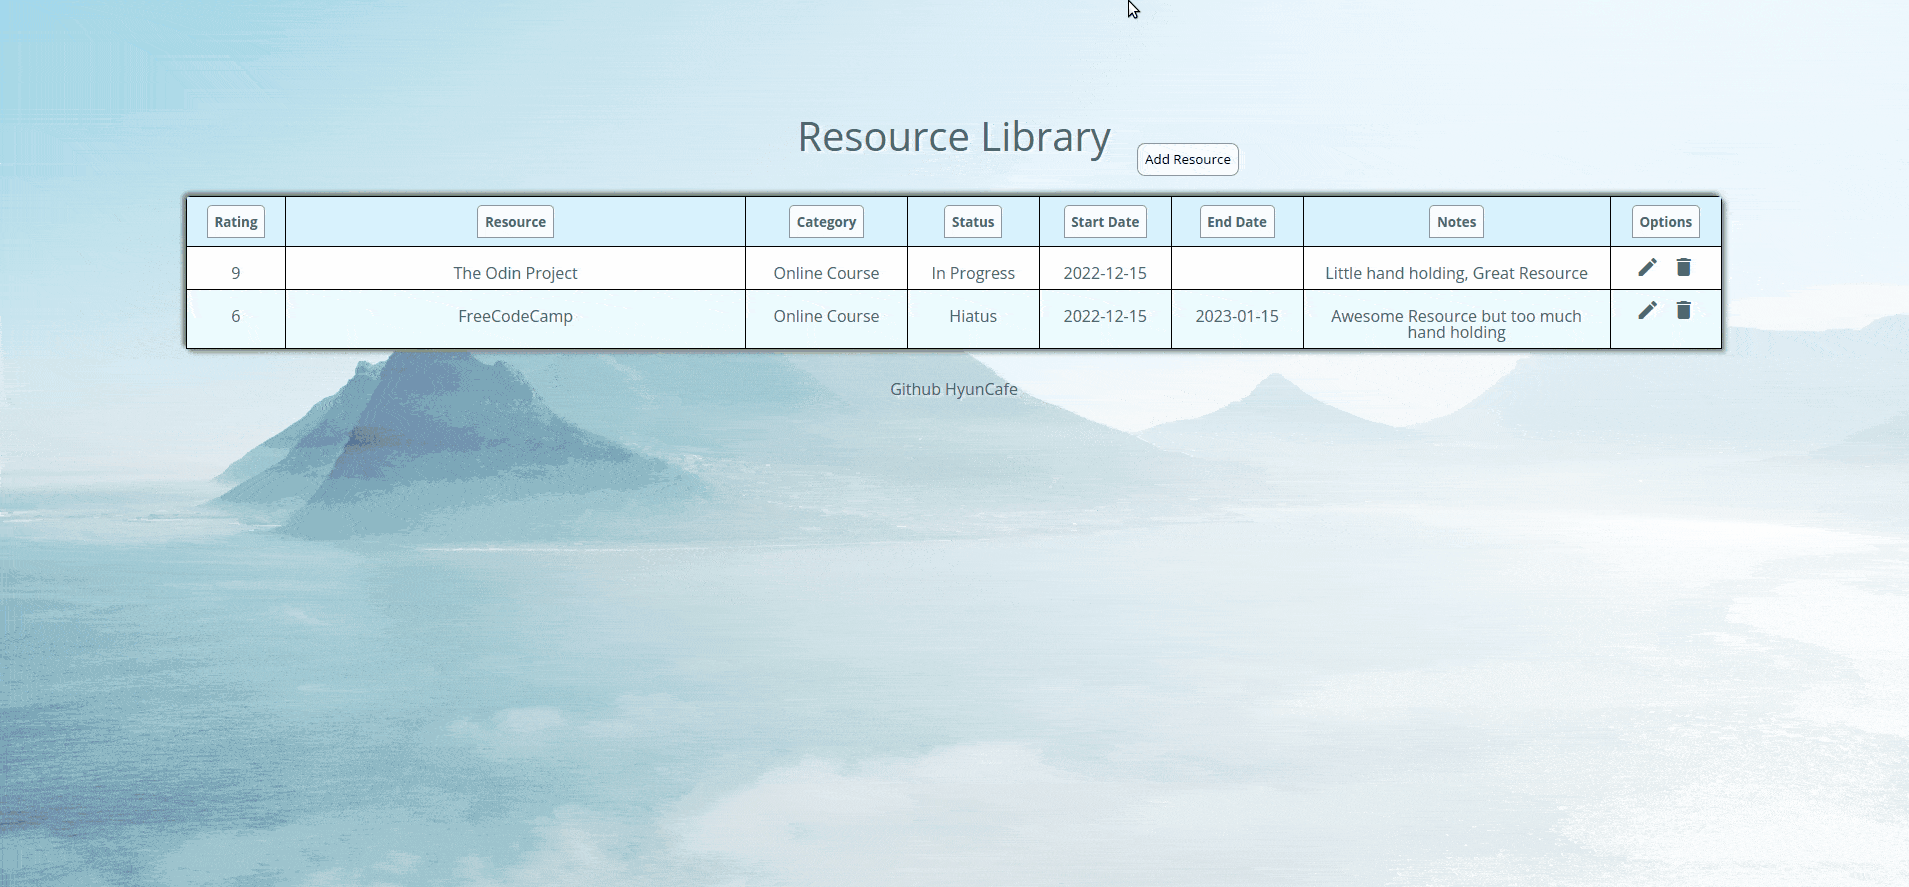 Resource Library
Add Resource
Rating Resource Category Status Start Date End Date Notes Options
9 The Odin Project Online Course In Progress 2022-12-15 Little hand holding, Great Resource
6 FreeCodeCamp Online Course Hiatus 2022-12-15 2023-01-15 Awesome Resource but too much
hand holding
Github HyunCafe